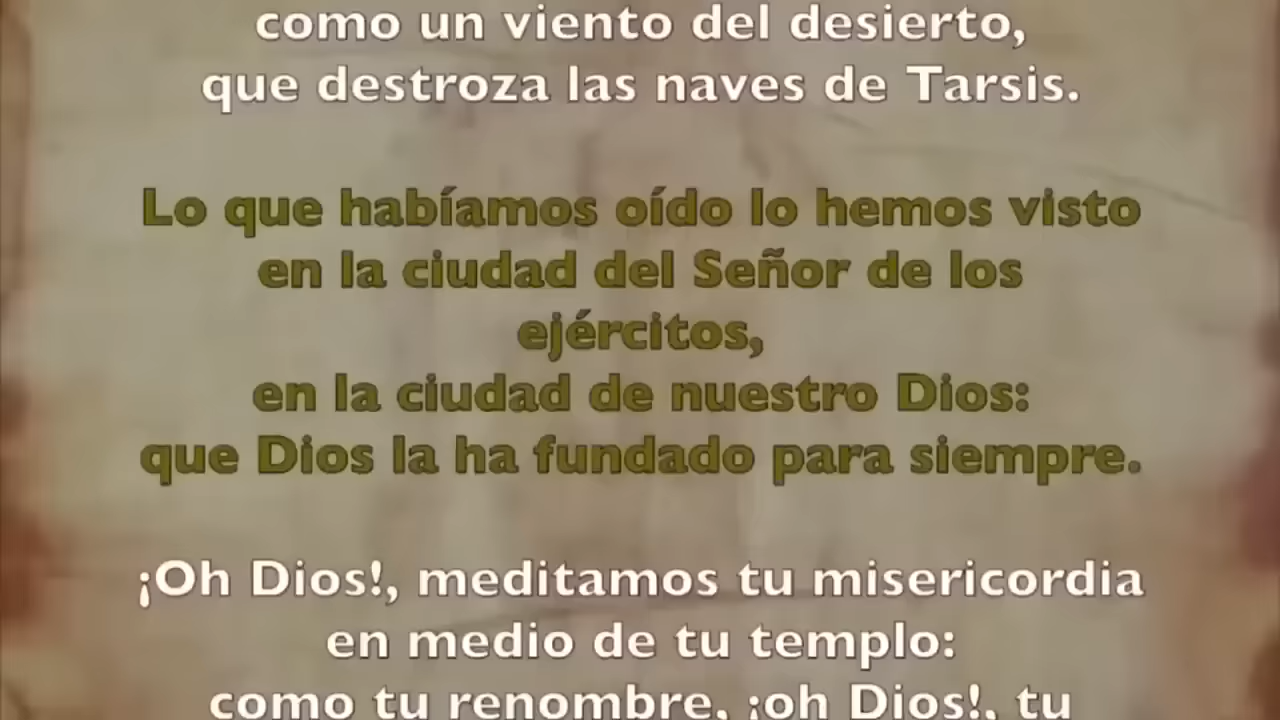 como un viento del desierto,
que destroza las naves de Tarsis.
Lo que habíamos oído lo hemos visto
en la ciudad del Señor de los
ejércitos,
en la ciudad de nuestro Dios:
que Dios la ha fundado para siempre.
¡Oh Dios!, meditamos tu misericordia
en medio de tu templo:
como tu renombre, ¡oh Dios!, tu